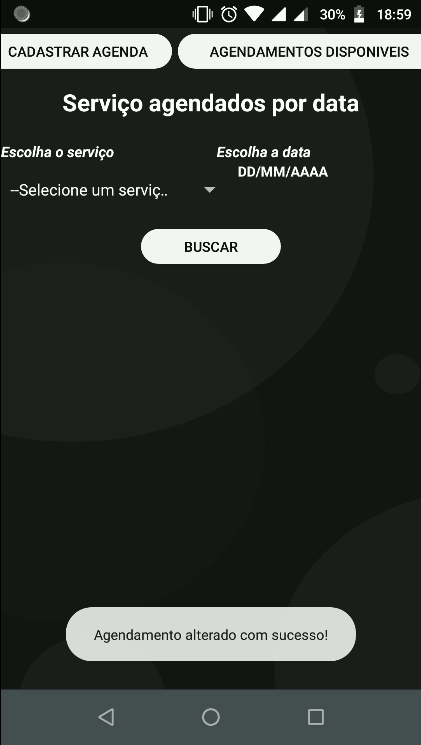 30% 18:59
CADASTRAR AGENDA AGENDAMENTOS DISPONIVEIS
Serviço agendados por data
Escolha o serviço Escolha a data
DD/MM/AAAA
--Selecione um serviç..
BUSCAR
Agendamento alterado com sucesso!